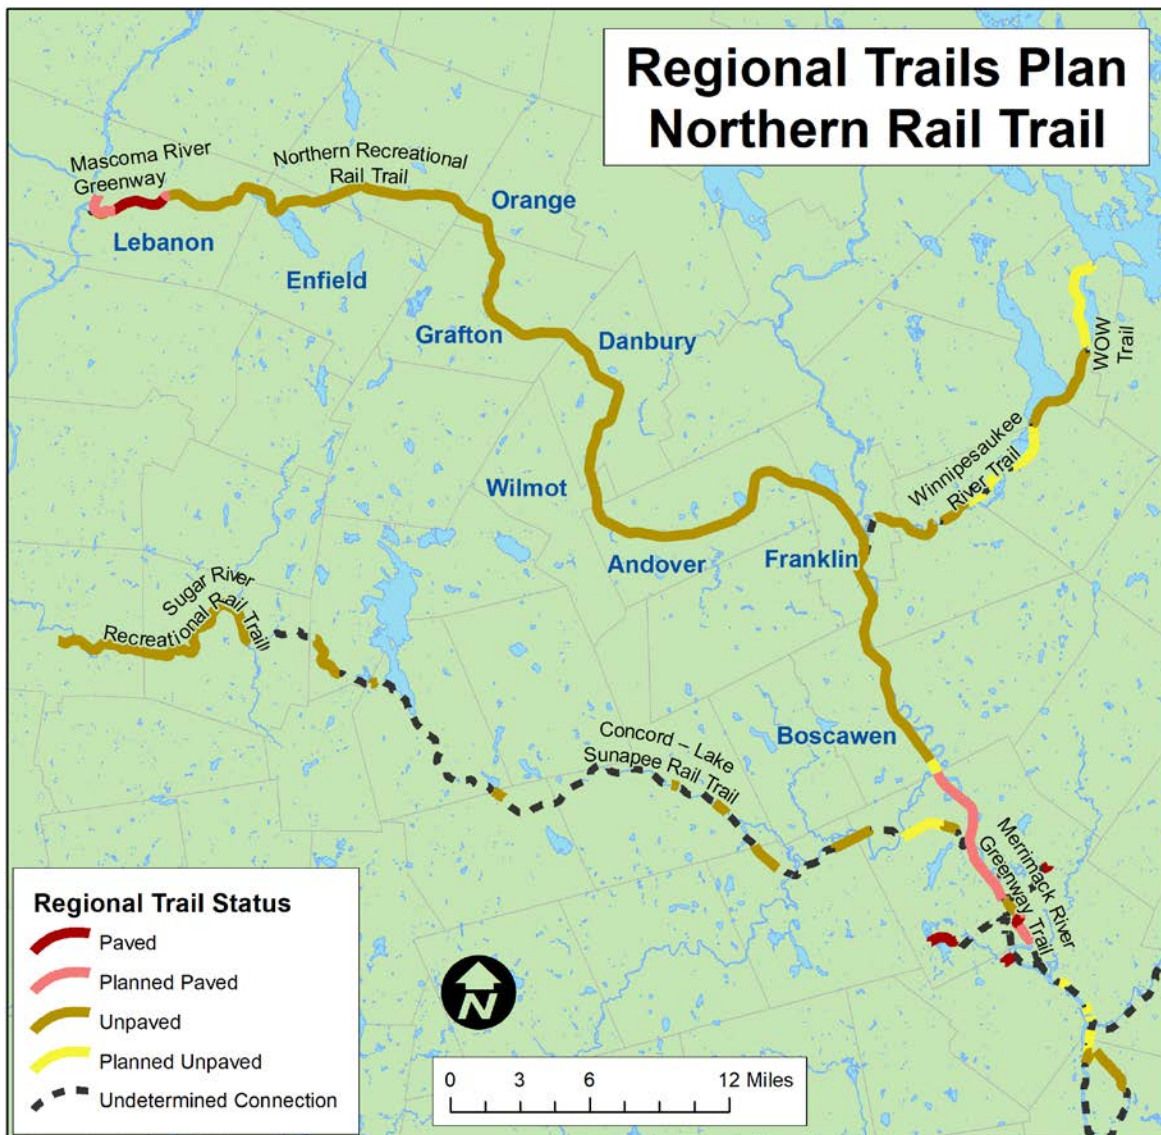 Regional Trails Plan
Northern Rail Trail
Mascoma River
Greenway
Northern Recreational
Rail Trail
Orange
Lebanon
Enfield
Grafton
Danbury
WOW
Trail
Winnipesaukee
River Trail
Wilmot
Andover
Franklin
Sugar River
Recreational Rail Trail
Boscawen
Concord – Lake
Sunapee Rail Trail
Merrimack River
Greenway Trail
Regional Trail Status
Paved
Planned Paved
Unpaved
Planned Unpaved
Undetermined Connection
N
0 3 6 12 Miles